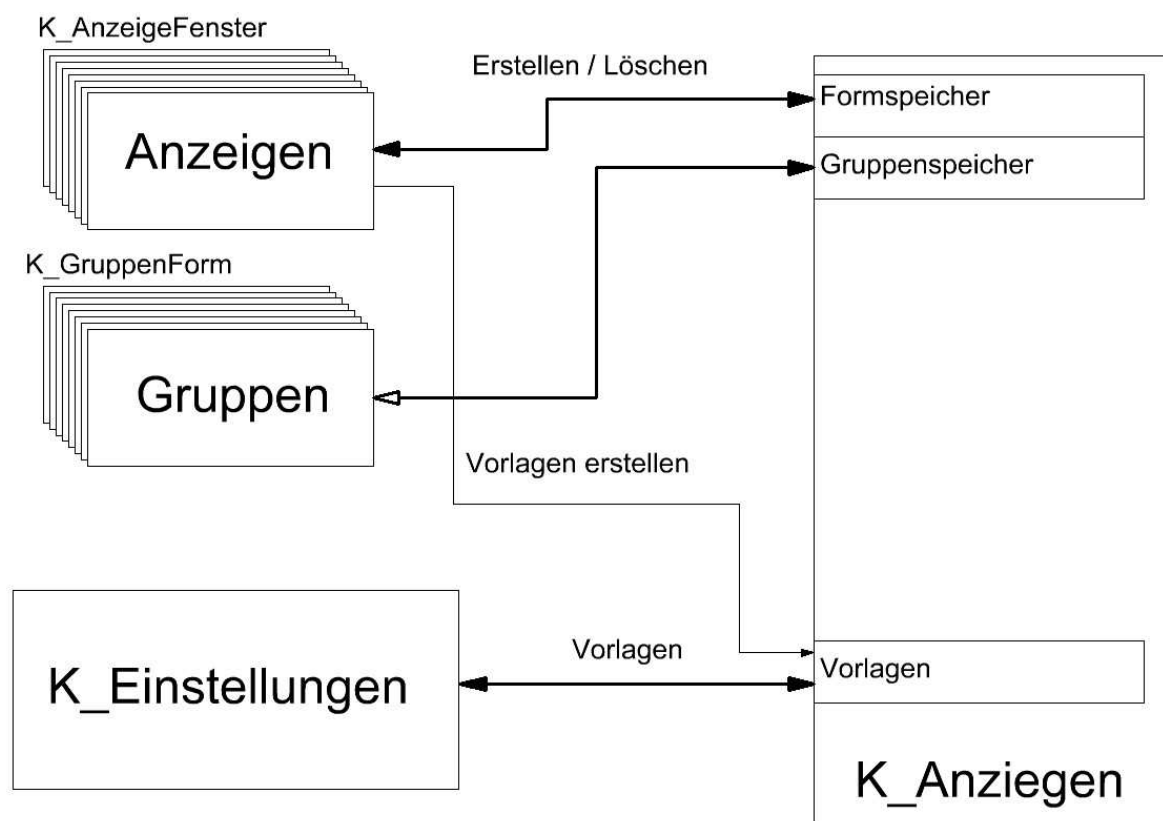 K_AnzeigeFenster
Erstellen / Löschen
Formspeicher
Anzeigen
Gruppenspeicher
K_GruppenForm
Gruppen
Vorlagen erstellen
Vorlagen
Vorlagen
K_Einstellungen
K_Anziegen